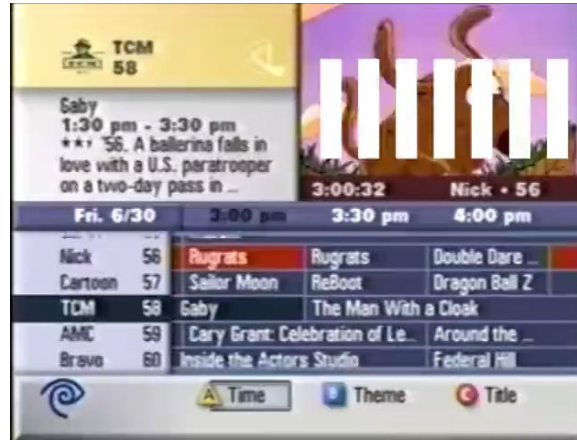 TCM
58
Gaby
1:30 pm - 3:30 pm
'56. A ballerina falls in
love with a U.S. paratrooper
on a two-day pass in ...
3:00:32 Nick • 56
Fri. 6/30 3:00 pm 3:30 pm 4:00 pm
Nick 56 Rugrats Rugrats Double Dare ...
Cartoon 57 Sailor Moon ReBoot Dragon Ball Z
TCM 58 Gaby The Man With a Cloak
AMC 59 Cary Grant: Celebration of Le... Around the ...
Bravo 60 Inside the Actors Studio Federal Hill
A Time B Theme C Title